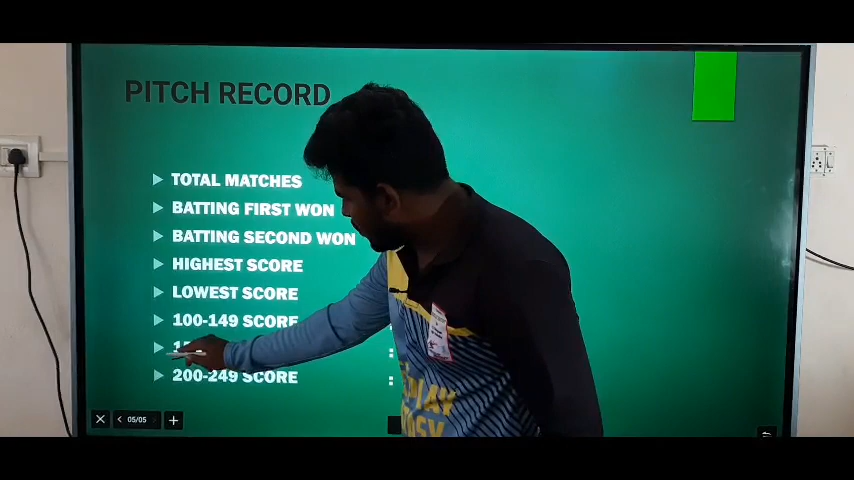 PITCH RECORD
TOTAL MATCHES
BATTING FIRST WON
BATTING SECOND WON
HIGHEST SCORE
LOWEST SCORE
100-149 SCORE
:
200-249 SCORE :
05/05